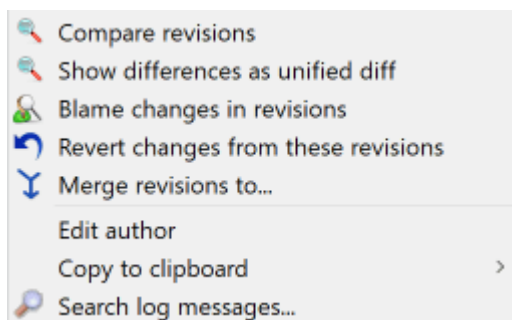 Compare revisions
Show differences as unified diff
Blame changes in revisions
Revert changes from these revisions
Merge revisions to...
Edit author
Copy to clipboard
Search log messages...